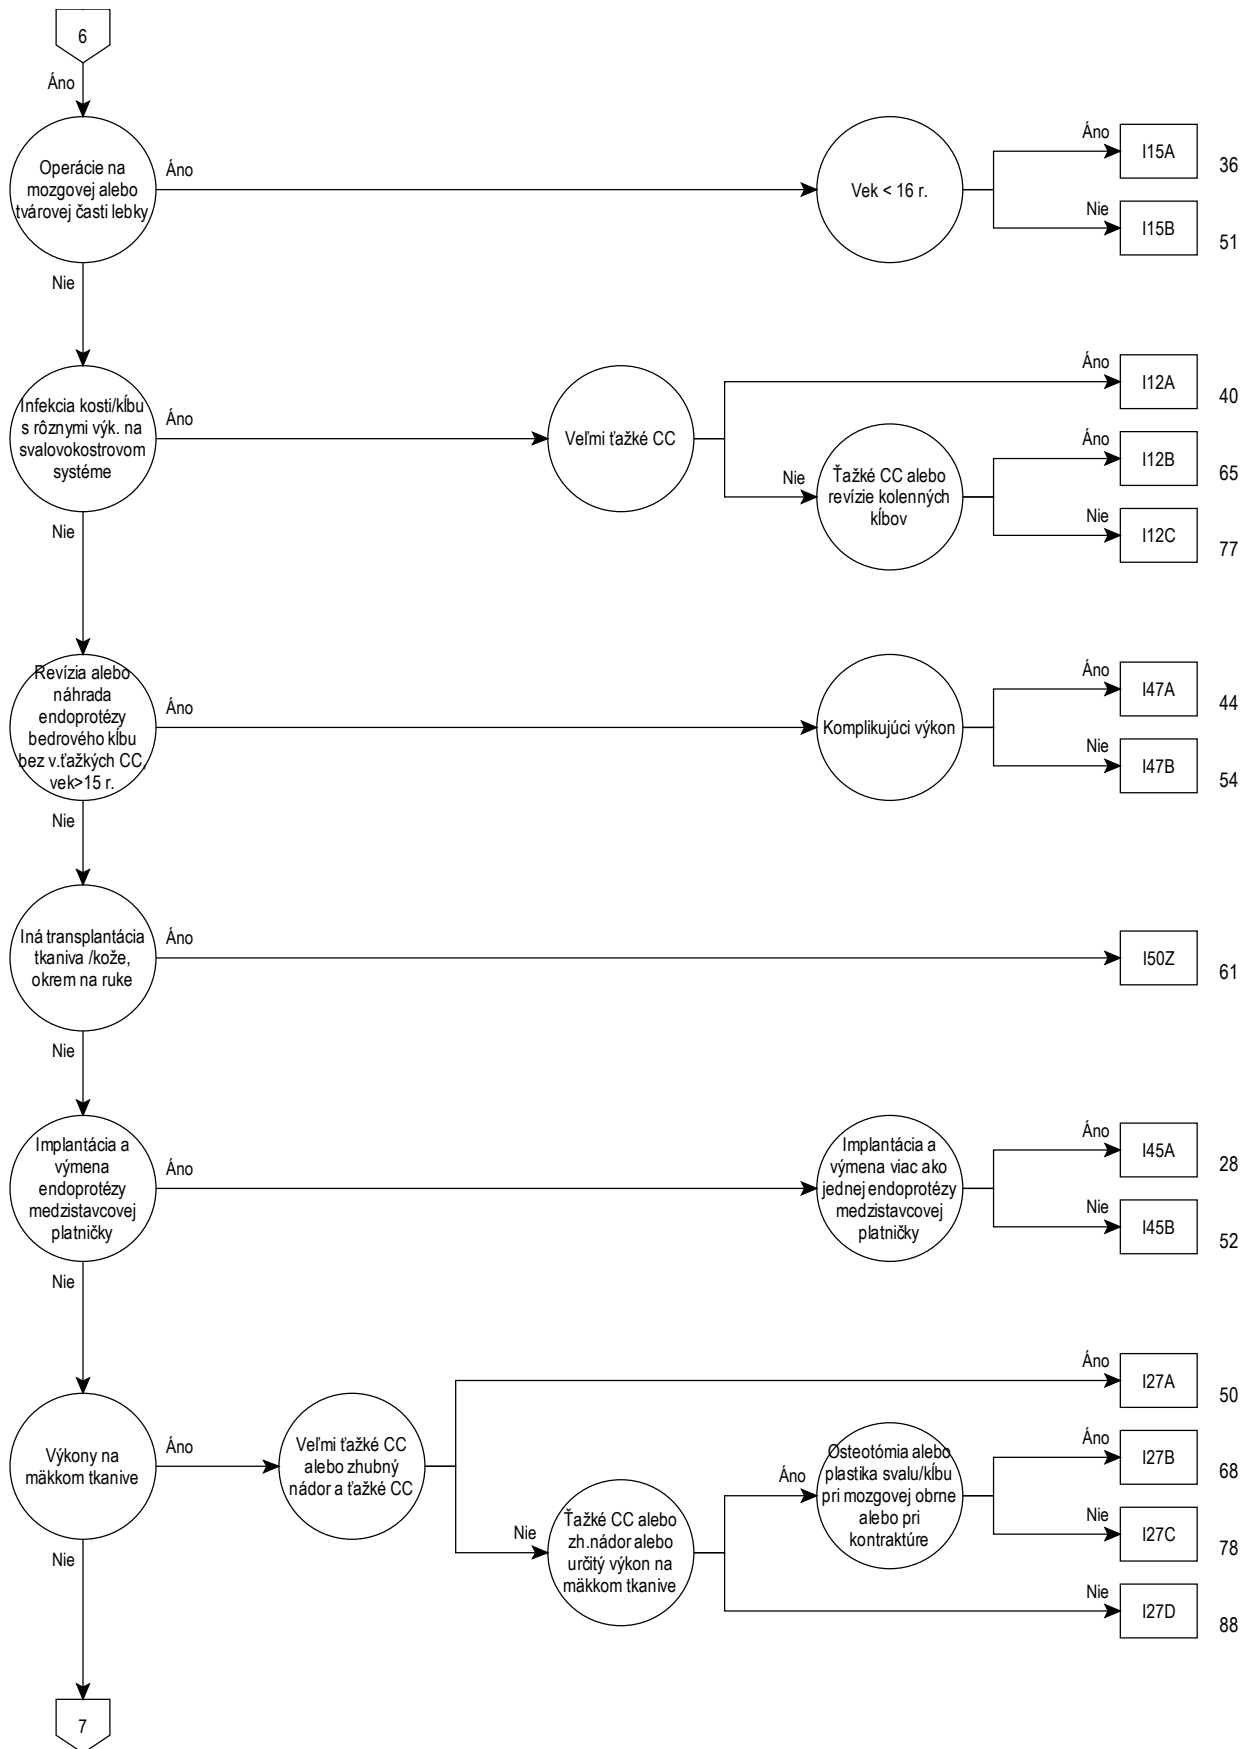 6
Áno
Operácie na
mozgovej alebo
tvárovej časti lebky
Áno
Vek < 16 r.
Áno
I15A
36
Nie
I15B
51
Nie
Infekcia kosti/kĺbu
s rôznymi výk. na
svalovokostrovom
systéme
Áno
Veľmi ťažké CC
Áno
I12A
40
Nie
Ťažké CC alebo
revízie kolenných
kĺbov
Áno
I12B
65
Nie
I12C
77
Nie
Revízia alebo
náhrada
endoprotézy
bedrového kĺbu
bez v.ťažkých CC,
vek>15 r.
Áno
Komplikujúci výkon
Áno
I47A
44
Nie
I47B
54
Nie
Iná transplantácia
tkaniva /kože,
okrem na ruke
Áno
I50Z
61
Nie
Implantácia a
výmena
endoprotézy
medzistavcovej
platničky
Áno
Implantácia a
výmena viac ako
jednej endoprotézy
medzistavcovej
platničky
Áno
I45A
28
Nie
I45B
52
Nie
Výkony na
mäkkom tkanive
Áno
Veľmi ťažké CC
alebo zhubný
nádor a ťažké CC
Áno
I27A
50
Nie
Ťažké CC alebo
zh.nádor alebo
určitý výkon na
mäkkom tkanive
Áno
Osteotómia alebo
plastika svalu/kĺbu
pri mozgovej obrne
alebo pri
kontraktúre
Áno
I27B
68
Nie
I27C
78
Nie
I27D
88
Nie
7